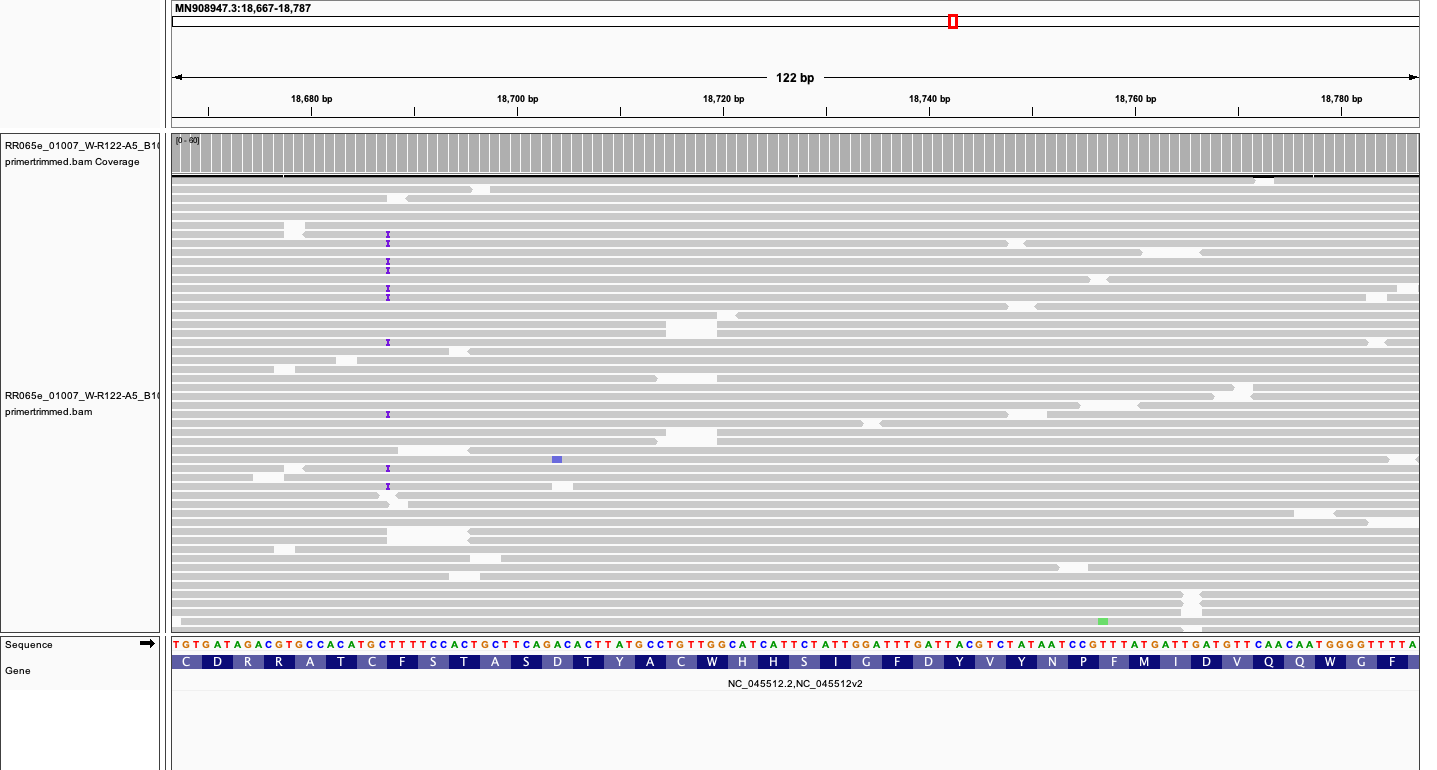 MN908947.3:18,667-18,787
122 bp
18,680 bp 18,700 bp 18,720 bp 18,740 bp 18,760 bp 18,780 bp
[0 - 60]
RR065e_01007_W-R122-A5_B10
primertrimmed.bam Coverage
RR065e_01007_W-R122-A5_B10
primertrimmed.bam
Sequence
TGTGATAGACGTGCCACATGCTTTTCCACTGCTTCAGACACTTATGCCTGTTGGCATCATTCTATTGGATTTGATTACGTCTATAATCCGTTTATGATTGATGTTCAACAATGGGGTTTTA
Gene
C D R R A T C F S T A S D T Y A C W H H S I G F D Y V Y N P F M I D V Q Q W G F
NC_045512.2,NC_045512v2